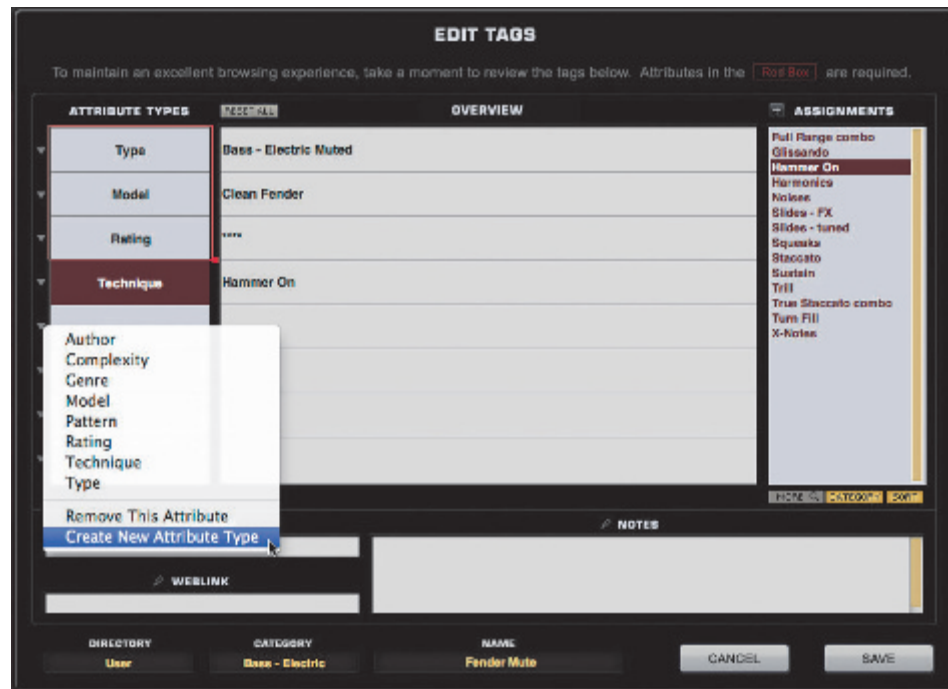 EDIT TAGS
To maintain an excellent browsing experience, take a moment to review the tags below. Attributes in the Red Box are required.
ATTRIBUTE TYPES
RESET ALL
OVERVIEW
ASSIGNMENTS
Type
Bass - Electric Muted
Model
Clean Fender
Rating
****
Technique
Hammer On
Full Range combo
Glissando
Hammer On
Harmonics
Noises
Slides - FX
Slides - tuned
Squeaks
Staccato
Sustain
Trill
True Staccato combo
Turn Fill
X-Notes
Author
Complexity
Genre
Model
Pattern
Rating
Technique
Type
Remove This Attribute
Create New Attribute Type
MORE
CATEGORY
SORT
NOTES
WEBLINK
DIRECTORY
User
CATEGORY
Bass - Electric
NAME
Fender Mute
CANCEL
SAVE